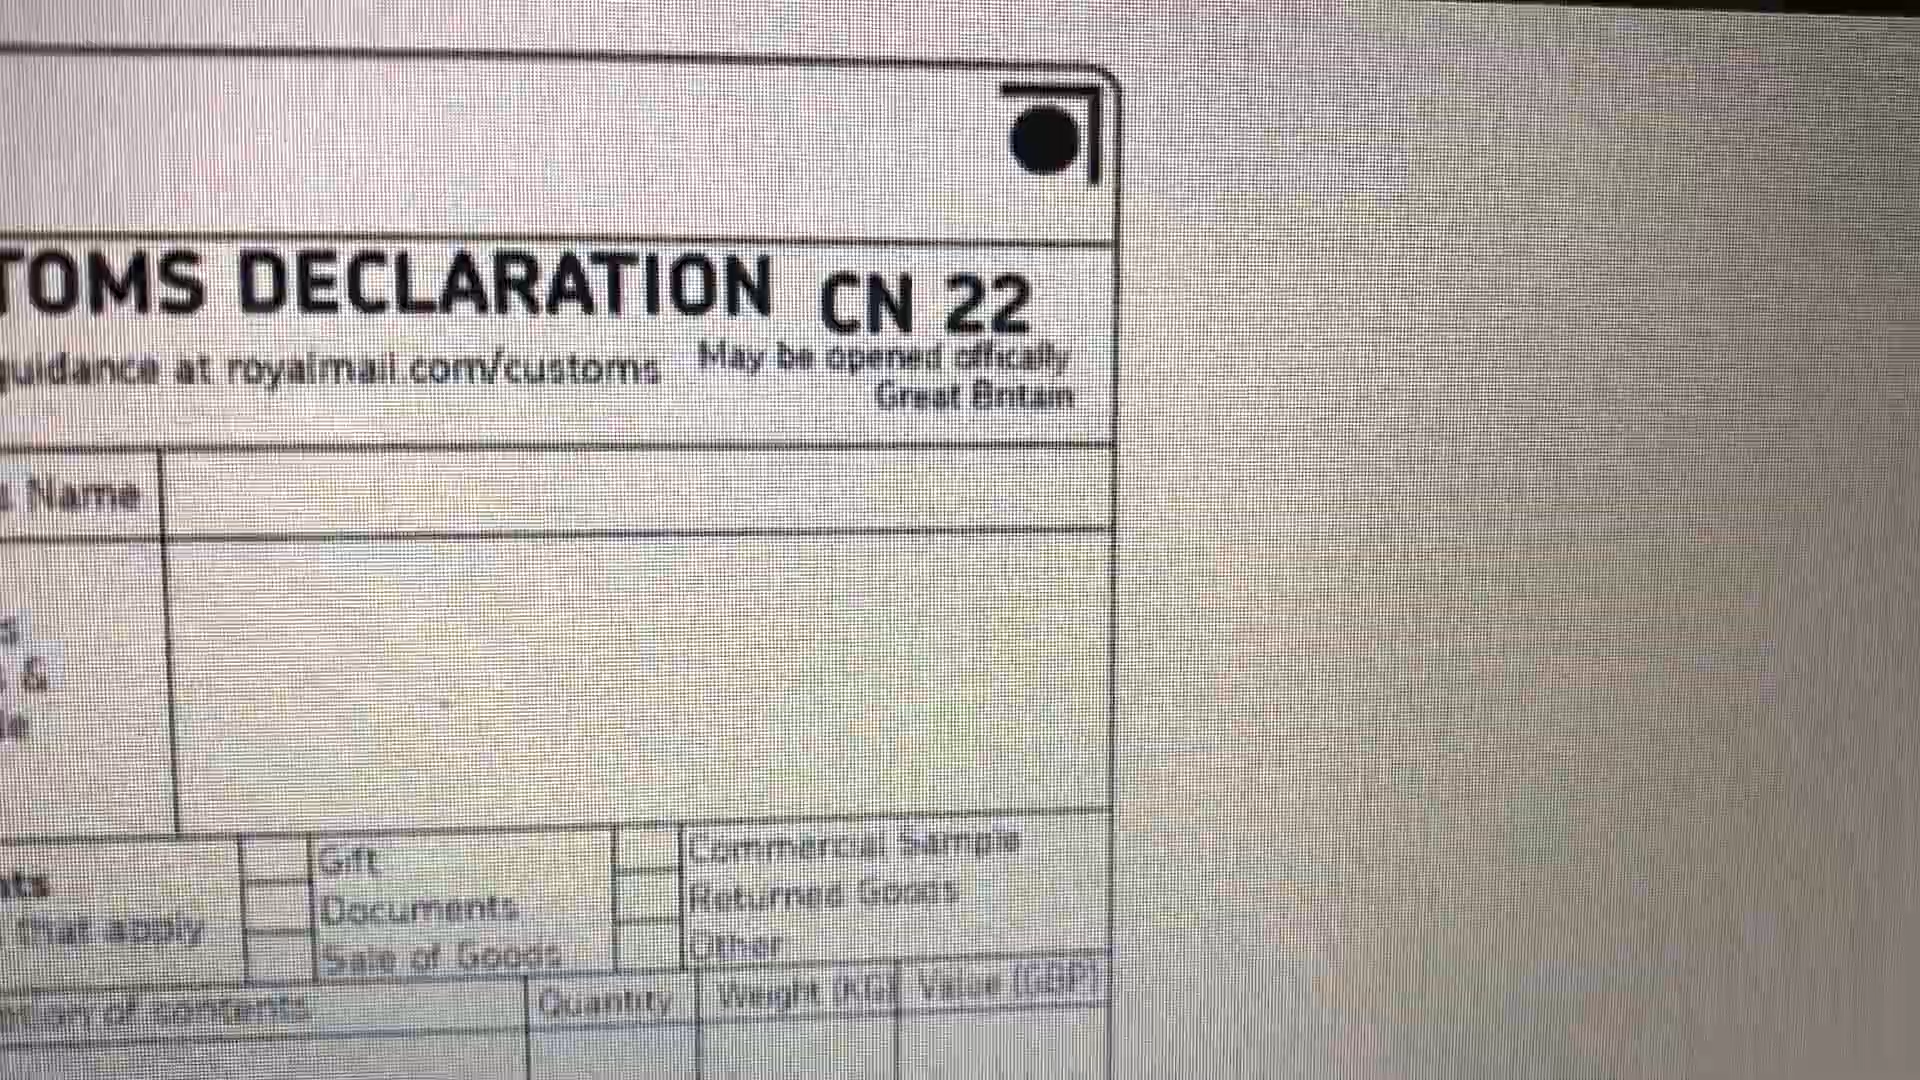 TOMS DECLARATION CN 22
guidance at royalmail.com/customs May be opened offically
Great Britain
Name
&
Gift
Commercial Sample
Documents
Returned Goods
that apply
Sale of Goods
Other
of contents
Quantity
Weight (KG)
Value (GBP)